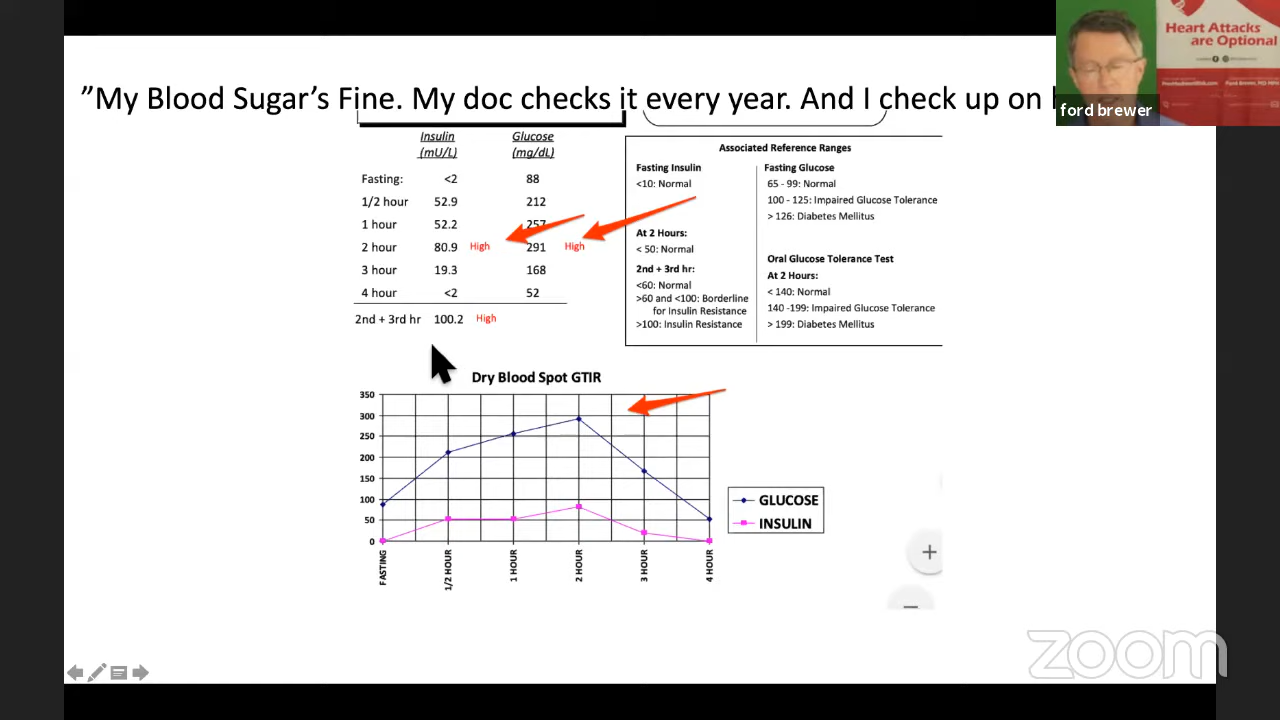 Heart Attacks
are Optional
”My Blood Sugar’s Fine. My doc checks it every year. And I check up on
ford brewer
Insulin Glucose
(mU/L) (mg/dL)
Fasting: <2 88
1/2 hour 52.9 212
1 hour 52.2 257
2 hour 80.9 High 291 High
3 hour 19.3 168
4 hour <2 52
2nd + 3rd hr 100.2 High
Associated Reference Ranges
Fasting Insulin
<10: Normal
At 2 Hours:
< 50: Normal
2nd + 3rd hr:
<60: Normal
>60 and <100: Borderline
for Insulin Resistance
>100: Insulin Resistance
Fasting Glucose
65 - 99: Normal
100 - 125: Impaired Glucose Tolerance
> 126: Diabetes Mellitus
Oral Glucose Tolerance Test
At 2 Hours:
< 140: Normal
140 -199: Impaired Glucose Tolerance
> 199: Diabetes Mellitus
Dry Blood Spot GTIR
350
300
250
200
150
100
50
0
FASTING
1/2 HOUR
1 HOUR
2 HOUR
3 HOUR
4 HOUR
GLUCOSE
INSULIN
zoom